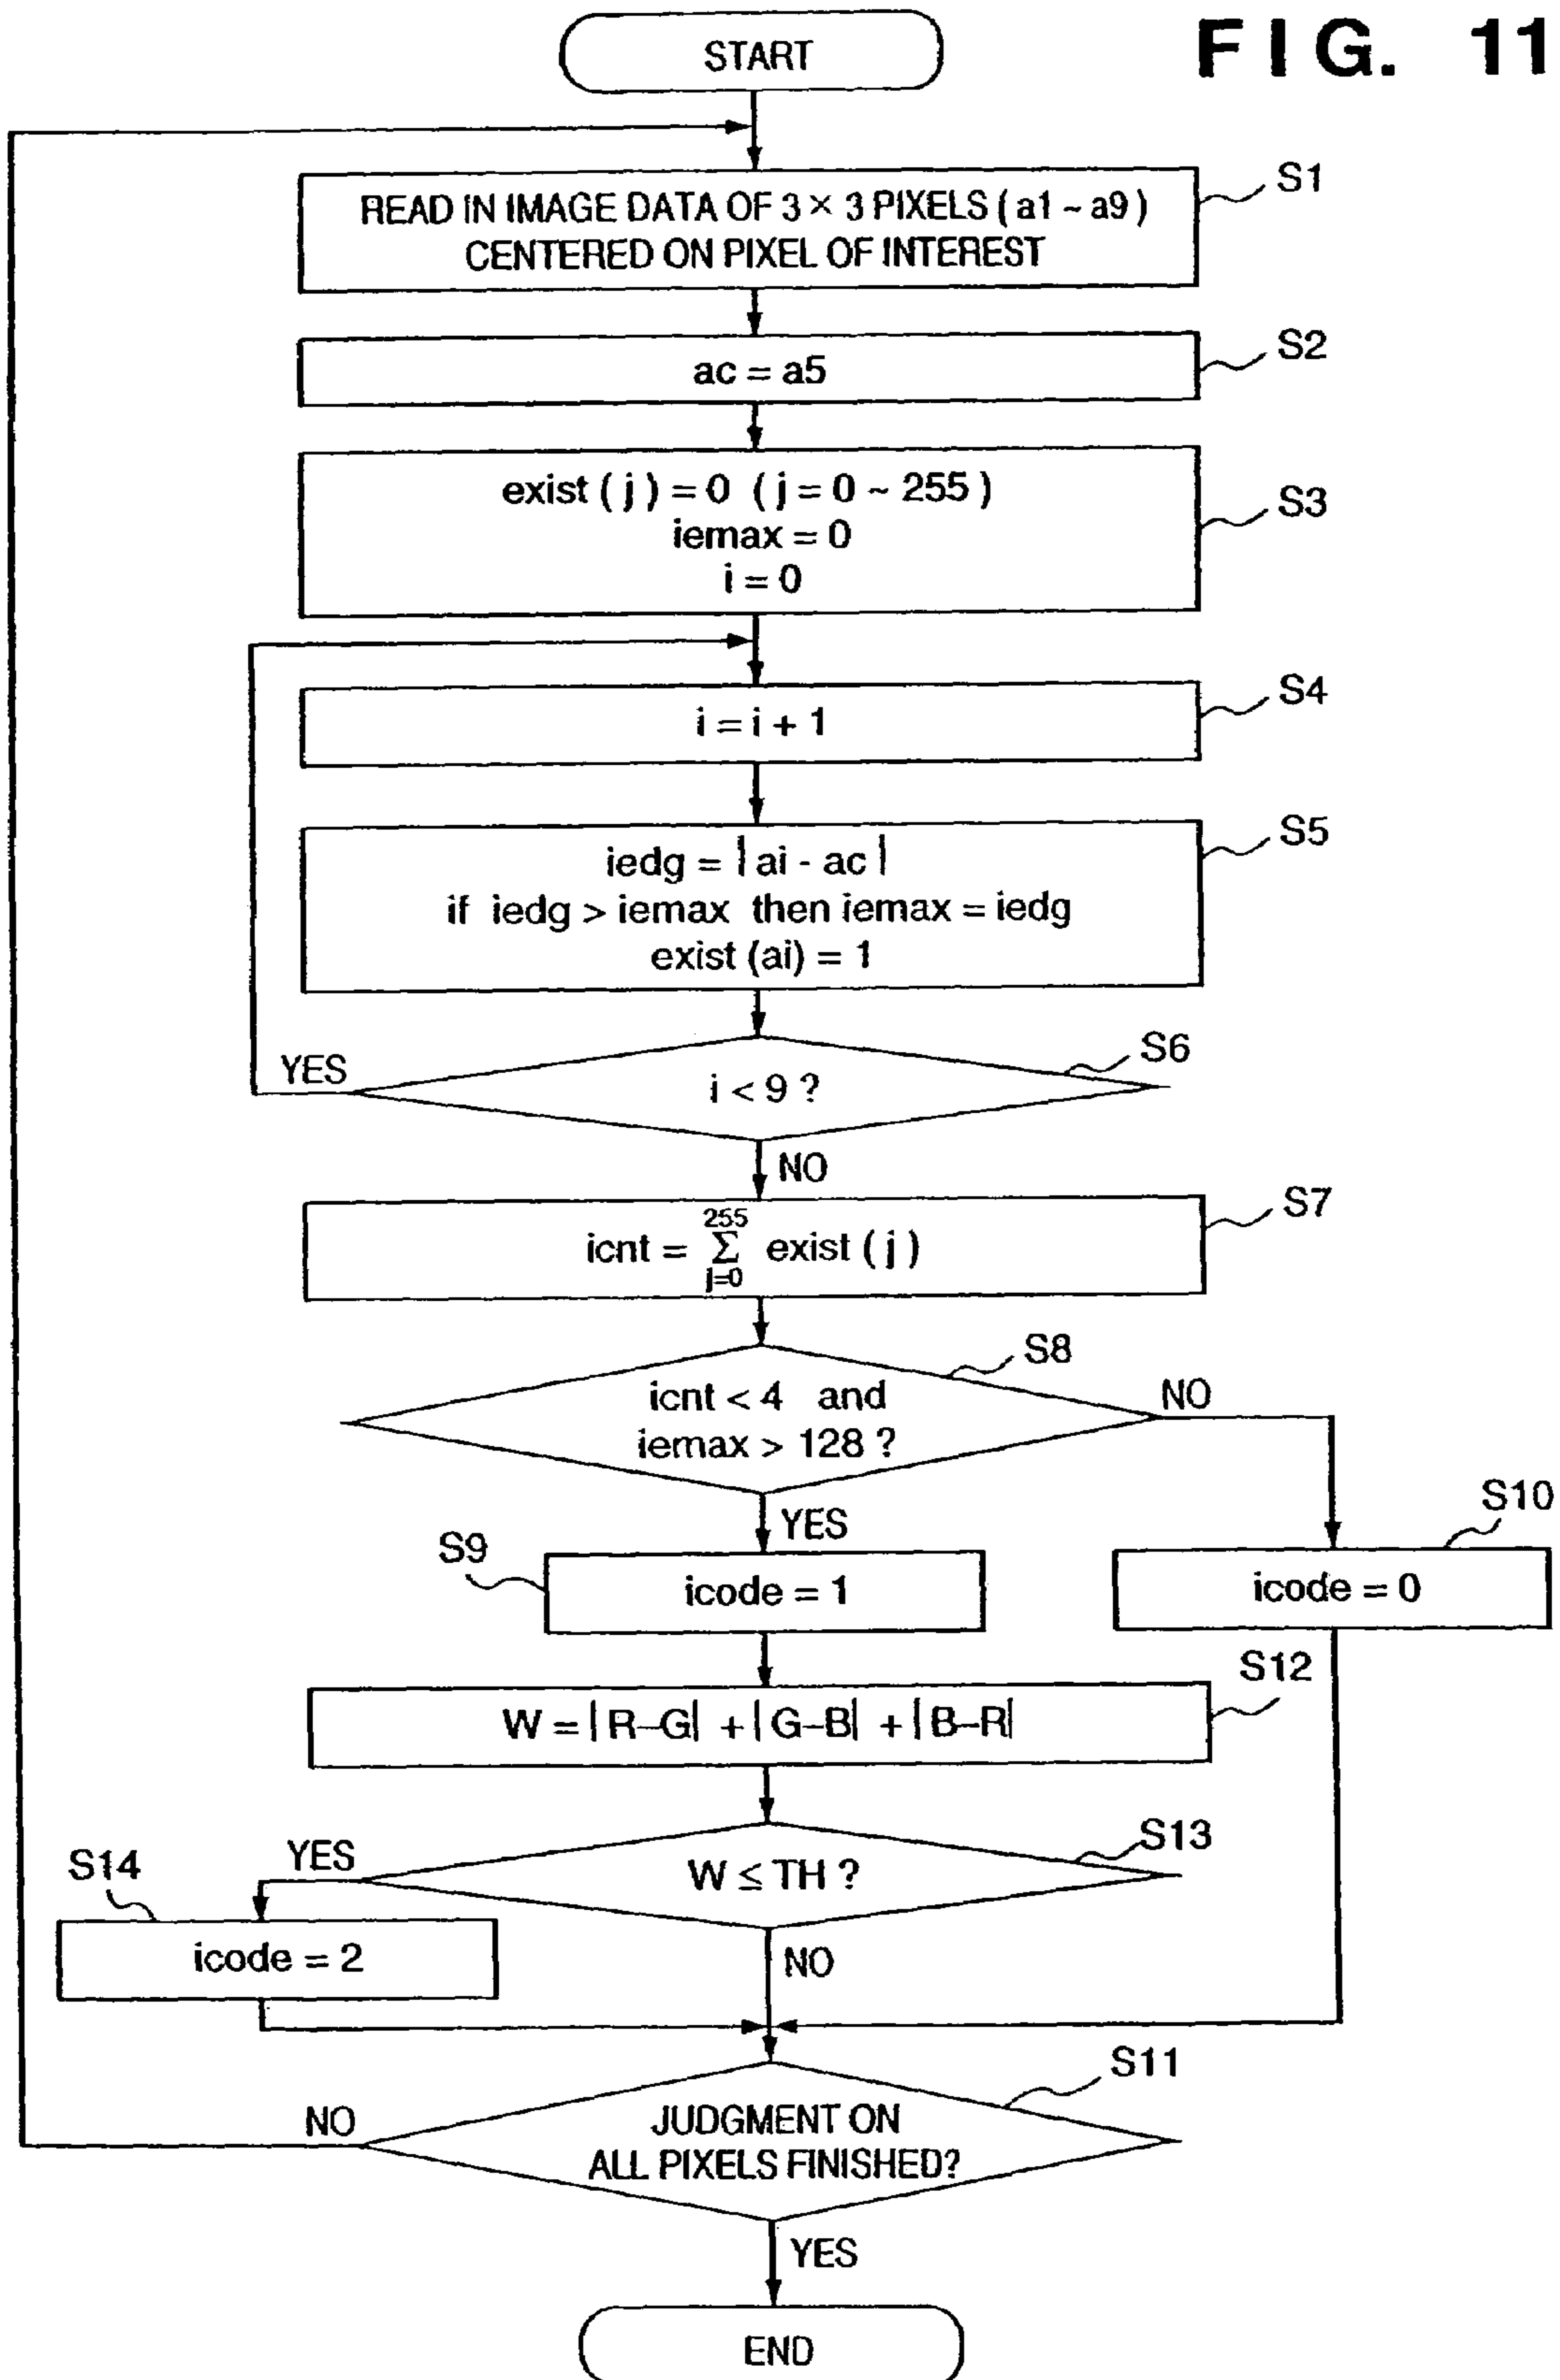 FIG. 11
START
S1
READ IN IMAGE DATA OF 3 × 3 PIXELS ( a1 ~ a9 )
CENTERED ON PIXEL OF INTEREST
S2
ac = a5
S3
exist ( j ) = 0 ( j = 0 ~ 255 )
iemax = 0
i = 0
S4
i = i + 1
S5
iedg = | ai - ac |
if iedg > iemax then iemax = iedg
exist (ai) = 1
S6
YES
i < 9 ?
NO
S7
255
icnt = Σ exist ( j )
j=0
S8
icnt < 4 and
iemax > 128 ?
NO
YES
S9
icode = 1
S10
icode = 0
S12
W = | R–G| + | G–B| + | B–R|
S13
YES
W ≤ TH ?
S14
icode = 2
NO
S11
NO
JUDGMENT ON
ALL PIXELS FINISHED?
YES
END